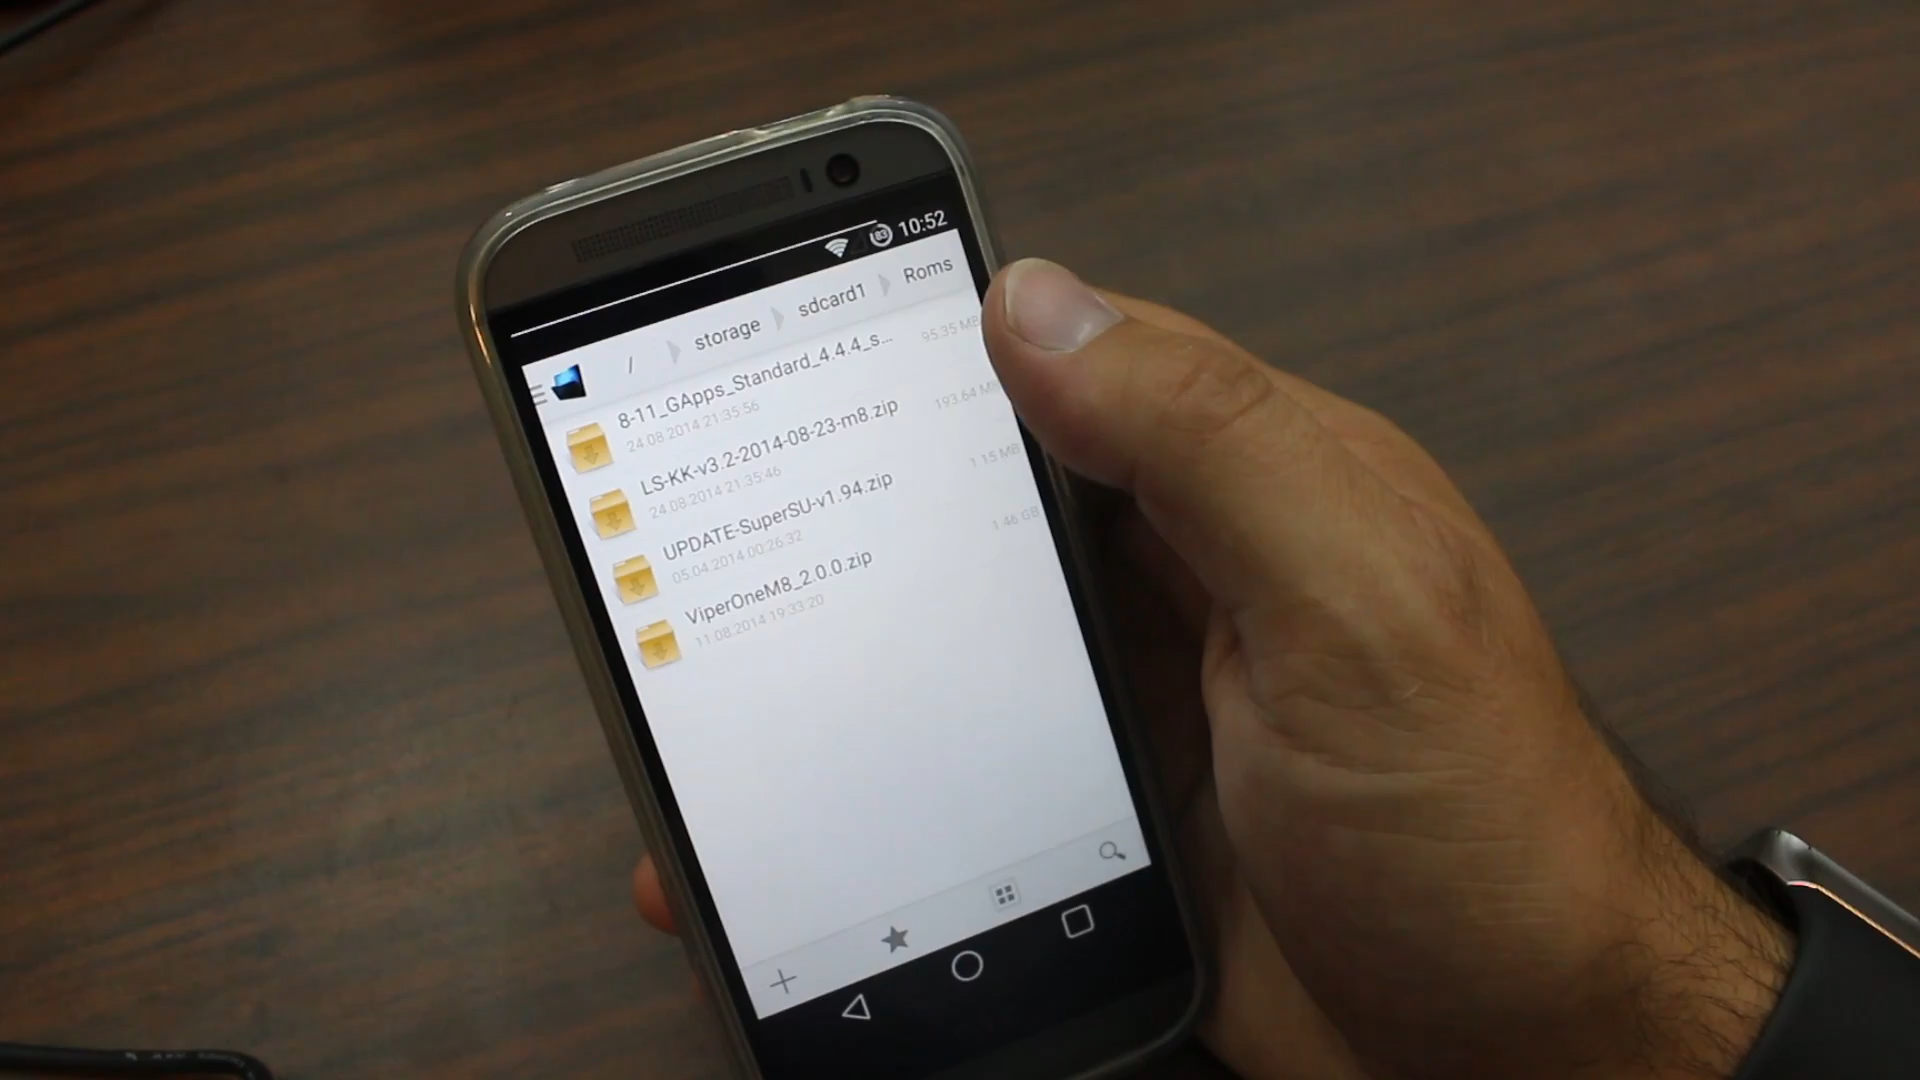 83 10:52
/ storage sdcard1 Roms
8-11_GApps_Standard_4.4.4_s... 95.35 MB
24.08.2014 21:35:56
LS-KK-v3.2-2014-08-23-m8.zip 193.64 MB
24.08.2014 21:35:46
UPDATE-SuperSU-v1.94.zip 1.15 MB
05.04.2014 00:26:32
ViperOneM8_2.0.0.zip 1.46 GB
11.08.2014 19:33:20